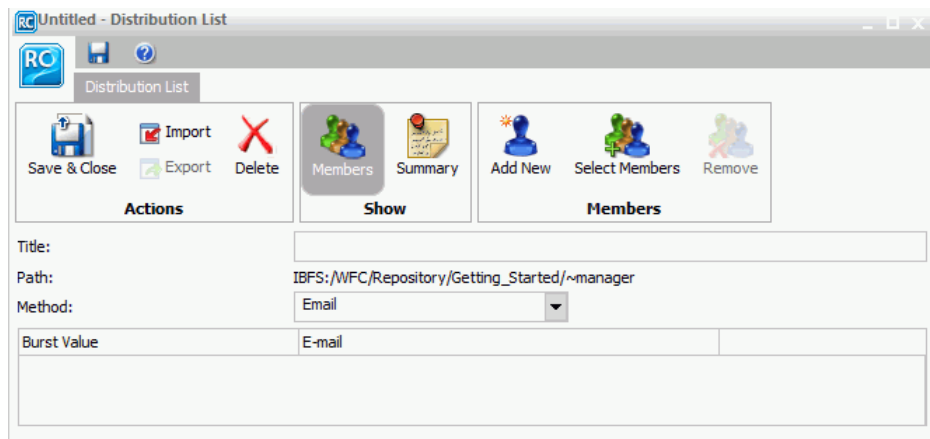 RC Untitled - Distribution List
RC
Distribution List
Save & Close
Import
Export
Delete
Members
Summary
Add New
Select Members
Remove
Actions
Show
Members
Title:
Path: IBFS:/WFC/Repository/Getting_Started/~manager
Method: Email
Burst Value E-mail